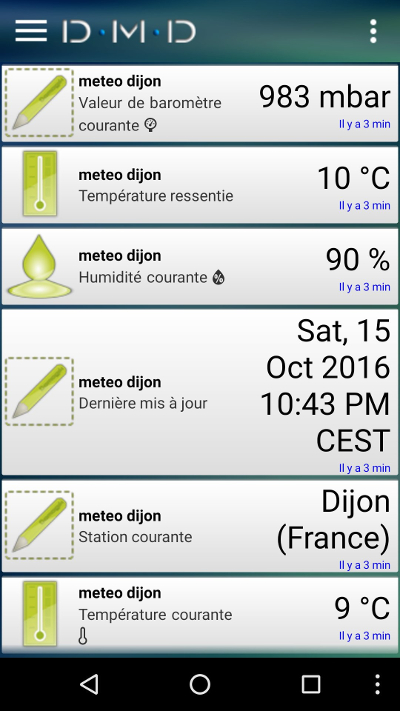 D·M·D
meteo dijon
Valeur de baromètre
courante
983 mbar
Il y a 3 min
meteo dijon
Température ressentie
10 °C
Il y a 3 min
meteo dijon
Humidité courante
90 %
Il y a 3 min
meteo dijon
Dernière mis à jour
Sat, 15
Oct 2016
10:43 PM
CEST
Il y a 3 min
meteo dijon
Station courante
Dijon
(France)
Il y a 3 min
meteo dijon
Température courante
9 °C
Il y a 3 min